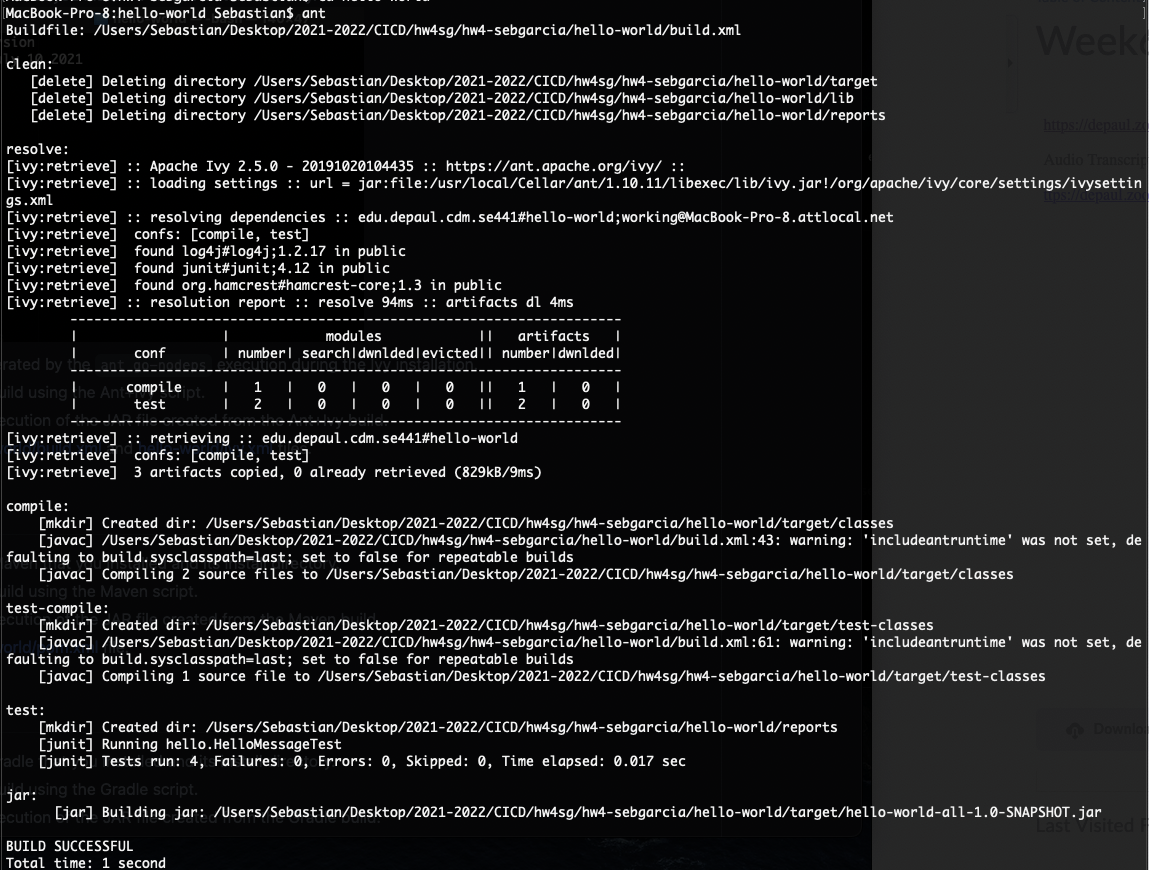 MacBook-Pro-8:hello-world Sebastian$ ant
Buildfile: /Users/Sebastian/Desktop/2021-2022/CICD/hw4sg/hw4-sebgarcia/hello-world/build.xml
clean:
[delete] Deleting directory /Users/Sebastian/Desktop/2021-2022/CICD/hw4sg/hw4-sebgarcia/hello-world/target
[delete] Deleting directory /Users/Sebastian/Desktop/2021-2022/CICD/hw4sg/hw4-sebgarcia/hello-world/lib
[delete] Deleting directory /Users/Sebastian/Desktop/2021-2022/CICD/hw4sg/hw4-sebgarcia/hello-world/reports
resolve:
[ivy:retrieve] :: Apache Ivy 2.5.0 - 20191020104435 :: https://ant.apache.org/ivy/ ::
[ivy:retrieve] :: loading settings :: url = jar:file:/usr/local/Cellar/ant/1.10.11/libexec/lib/ivy.jar!/org/apache/ivy/core/settings/ivysettin
gs.xml
[ivy:retrieve] :: resolving dependencies :: edu.depaul.cdm.se441#hello-world;working@MacBook-Pro-8.attlocal.net
[ivy:retrieve]  confs: [compile, test]
[ivy:retrieve]  found log4j#log4j;1.2.17 in public
[ivy:retrieve]  found junit#junit;4.12 in public
[ivy:retrieve]  found org.hamcrest#hamcrest-core;1.3 in public
[ivy:retrieve] :: resolution report :: resolve 94ms :: artifacts dl 4ms
---------------------------------------------------------------------
|                  |            modules            ||   artifacts   |
|       conf       | number| search|dwnlded|evicted|| number|dwnlded|
---------------------------------------------------------------------
|      compile     |   1   |   0   |   0   |   0   ||   1   |   0   |
|       test       |   2   |   0   |   0   |   0   ||   2   |   0   |
---------------------------------------------------------------------
[ivy:retrieve] :: retrieving :: edu.depaul.cdm.se441#hello-world
[ivy:retrieve]  confs: [compile, test]
[ivy:retrieve]  3 artifacts copied, 0 already retrieved (829kB/9ms)
compile:
[mkdir] Created dir: /Users/Sebastian/Desktop/2021-2022/CICD/hw4sg/hw4-sebgarcia/hello-world/target/classes
[javac] /Users/Sebastian/Desktop/2021-2022/CICD/hw4sg/hw4-sebgarcia/hello-world/build.xml:43: warning: 'includeantruntime' was not set, de
faulting to build.sysclasspath=last; set to false for repeatable builds
[javac] Compiling 2 source files to /Users/Sebastian/Desktop/2021-2022/CICD/hw4sg/hw4-sebgarcia/hello-world/target/classes
test-compile:
[mkdir] Created dir: /Users/Sebastian/Desktop/2021-2022/CICD/hw4sg/hw4-sebgarcia/hello-world/target/test-classes
[javac] /Users/Sebastian/Desktop/2021-2022/CICD/hw4sg/hw4-sebgarcia/hello-world/build.xml:61: warning: 'includeantruntime' was not set, de
faulting to build.sysclasspath=last; set to false for repeatable builds
[javac] Compiling 1 source file to /Users/Sebastian/Desktop/2021-2022/CICD/hw4sg/hw4-sebgarcia/hello-world/target/test-classes
test:
[mkdir] Created dir: /Users/Sebastian/Desktop/2021-2022/CICD/hw4sg/hw4-sebgarcia/hello-world/reports
[junit] Running hello.HelloMessageTest
[junit] Tests run: 4, Failures: 0, Errors: 0, Skipped: 0, Time elapsed: 0.017 sec
jar:
[jar] Building jar: /Users/Sebastian/Desktop/2021-2022/CICD/hw4sg/hw4-sebgarcia/hello-world/target/hello-world-all-1.0-SNAPSHOT.jar
BUILD SUCCESSFUL
Total time: 1 second